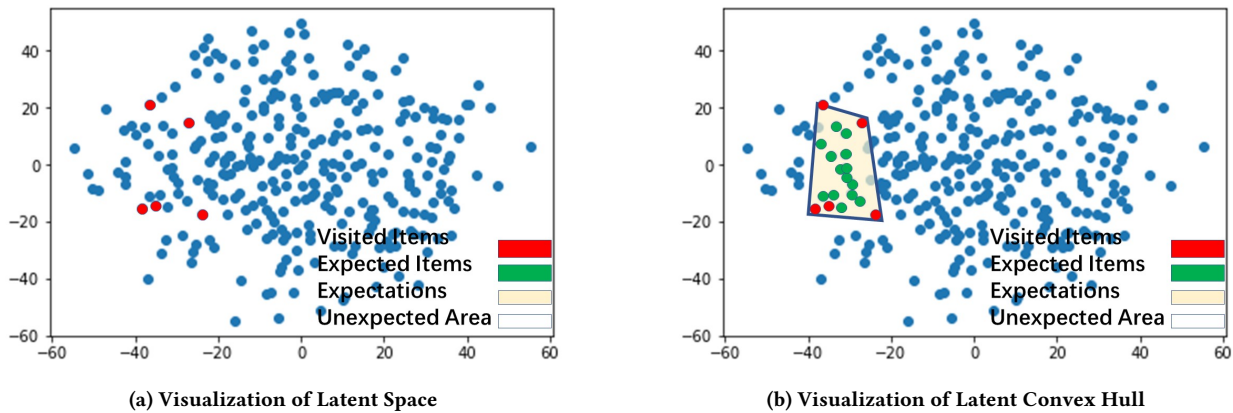 40
20
0
−20
−40
−60
−60
−40
−20
0
20
40
60
Visited Items
Expected Items
Expectations
Unexpected Area
(a) Visualization of Latent Space
40
20
0
−20
−40
−60
−60
−40
−20
0
20
40
60
Visited Items
Expected Items
Expectations
Unexpected Area
(b) Visualization of Latent Convex Hull